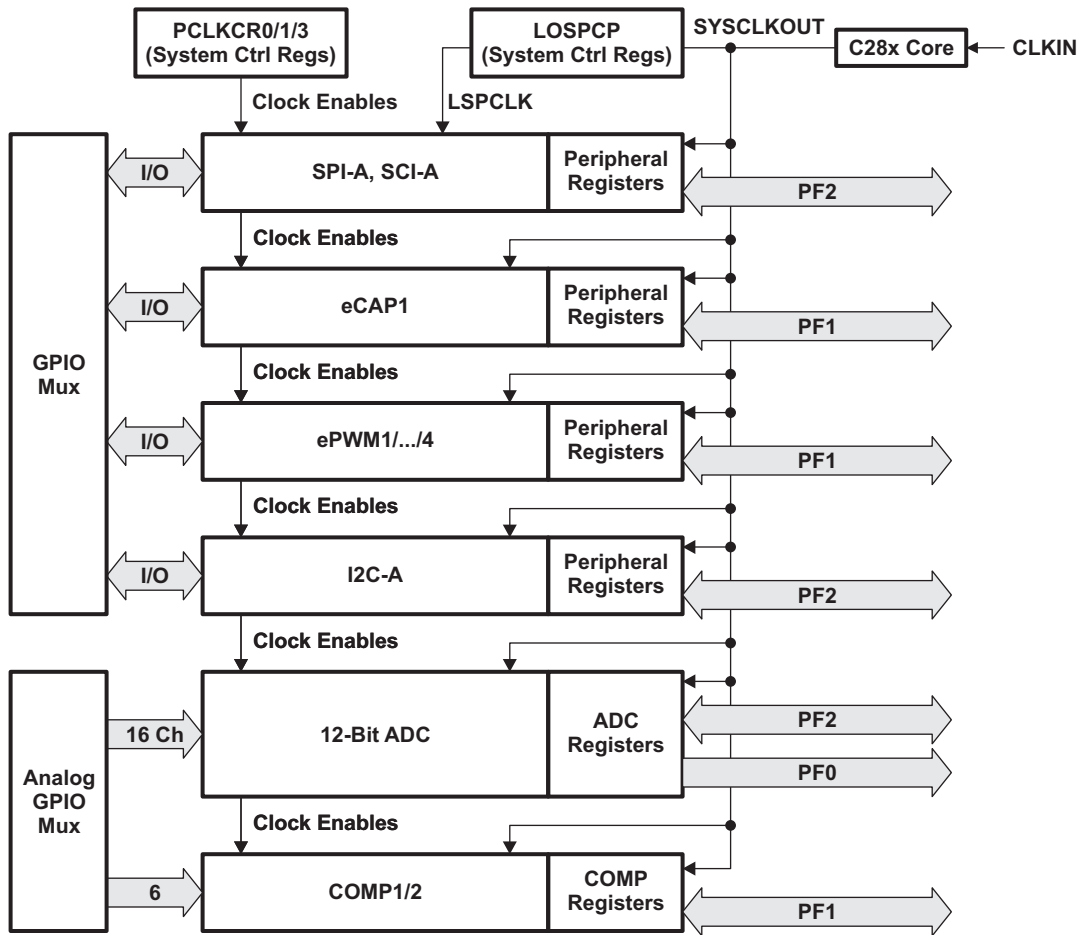 PCLKCR0/1/3
(System Ctrl Regs)
LOSPCP
(System Ctrl Regs)
SYSCLKOUT
C28x Core
CLKIN
Clock Enables
LSPCLK
I/O
SPI-A, SCI-A
Peripheral
Registers
PF2
Clock Enables
I/O
eCAP1
Peripheral
Registers
PF1
GPIO
Mux
Clock Enables
I/O
ePWM1/.../4
Peripheral
Registers
PF1
Clock Enables
I/O
I2C-A
Peripheral
Registers
PF2
Clock Enables
Analog
GPIO
Mux
16 Ch
12-Bit ADC
ADC
Registers
PF2
PF0
Clock Enables
6
COMP1/2
COMP
Registers
PF1